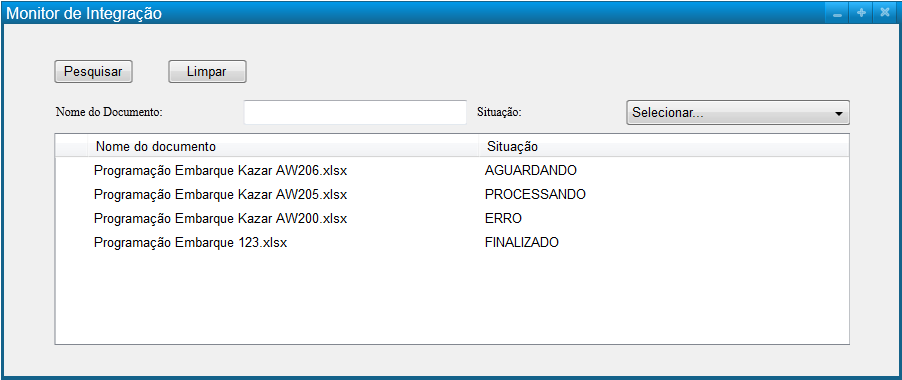 Monitor de Integração
Pesquisar Limpar
Nome do Documento: Situação: Selecionar...
Nome do documento Situação
Programação Embarque Kazar AW206.xlsx AGUARDANDO
Programação Embarque Kazar AW205.xlsx PROCESSANDO
Programação Embarque Kazar AW200.xlsx ERRO
Programação Embarque 123.xlsx FINALIZADO